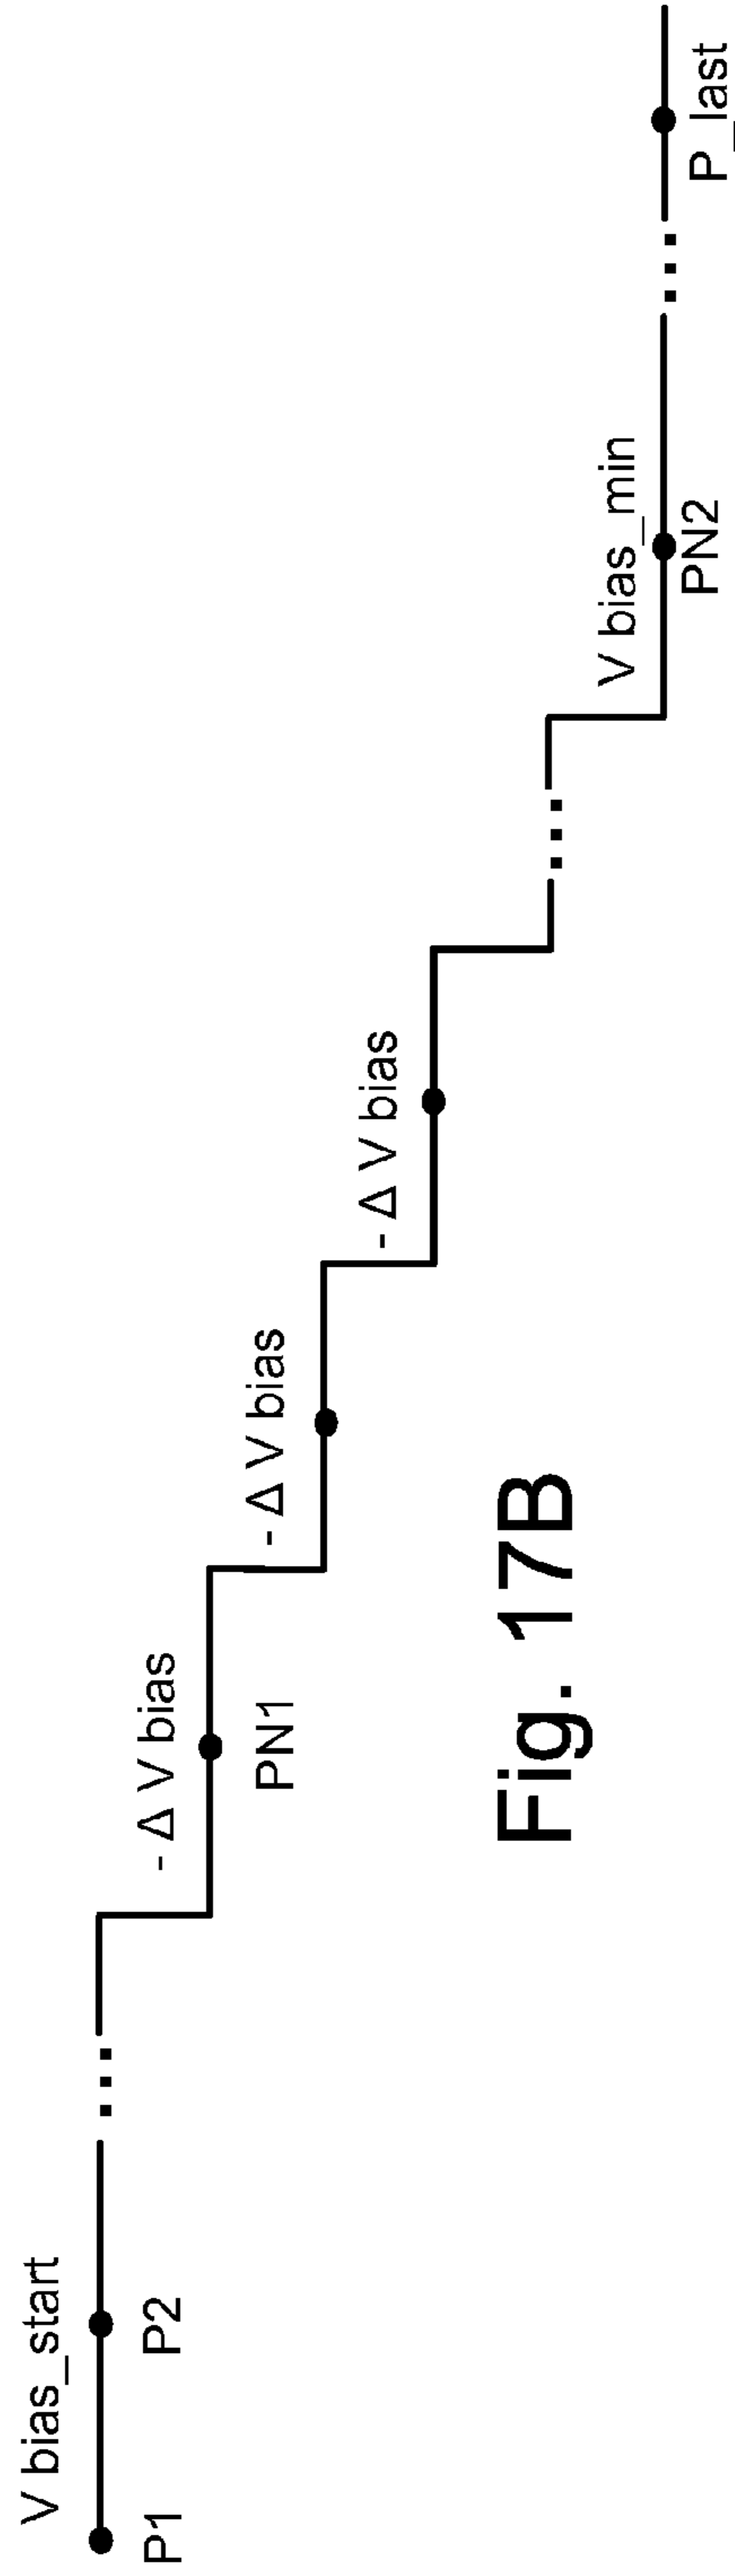 V bias_start
P1
P2
...
- Δ V bias
PN1
- Δ V bias
- Δ V bias
...
V bias_min
PN2
...
P_last
Fig. 17B